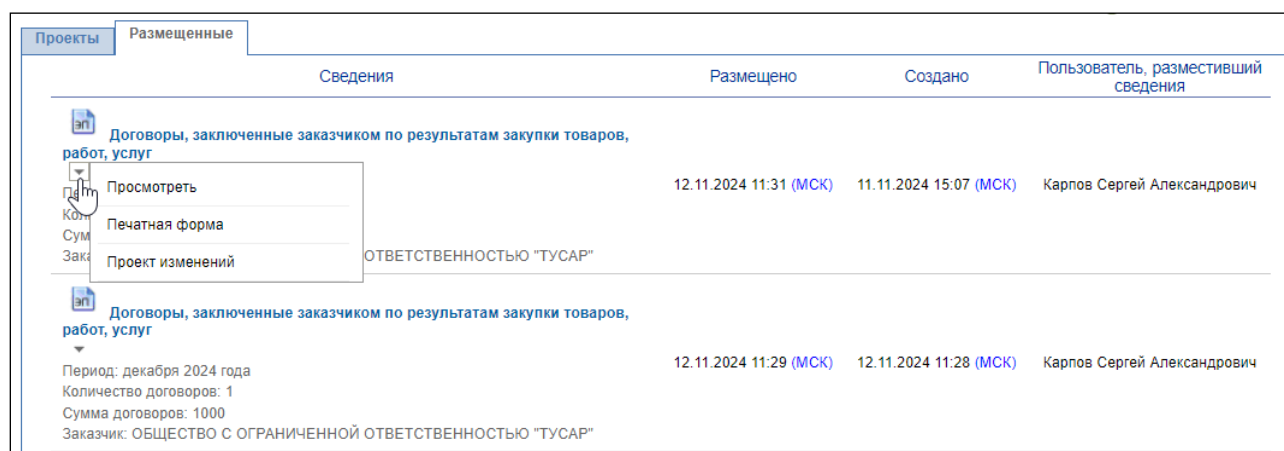 Проекты
Размещенные
Сведения
Размещено
Создано
Пользователь, разместивший
сведения
эп
Договоры, заключенные заказчиком по результатам закупки товаров,
работ, услуг
Просмотреть
Печатная форма
Проект изменений
ОТВЕТСТВЕННОСТЬЮ "ТУСАР"
12.11.2024 11:31 (МСК)
11.11.2024 15:07 (МСК)
Карпов Сергей Александрович
эп
Договоры, заключенные заказчиком по результатам закупки товаров,
работ, услуг
Период: декабря 2024 года
Количество договоров: 1
Сумма договоров: 1000
Заказчик: ОБЩЕСТВО С ОГРАНИЧЕННОЙ ОТВЕТСТВЕННОСТЬЮ "ТУСАР"
12.11.2024 11:29 (МСК)
12.11.2024 11:28 (МСК)
Карпов Сергей Александрович